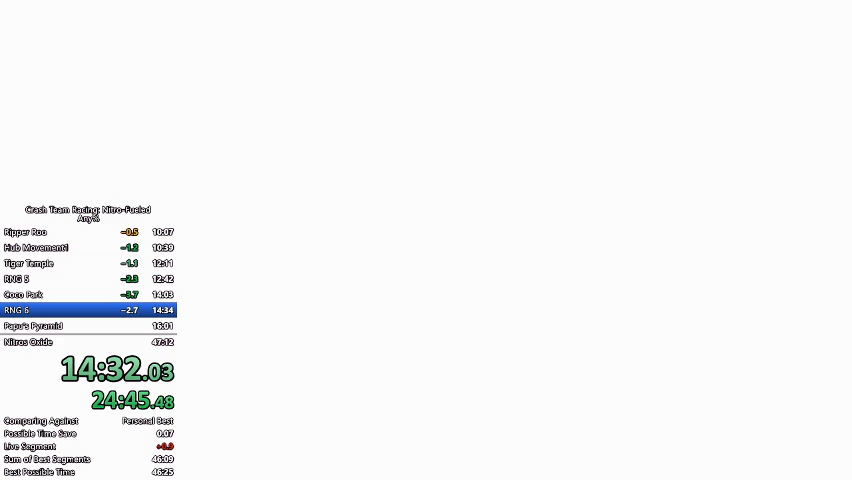 Crash Team Racing: Nitro-Fueled
Any%
Ripper Roo −0.5 10:07
Hub Movement1 −1.2 10:39
Tiger Temple −1.1 12:11
RNG 5 −2.3 12:42
Coco Park −3.7 14:03
RNG 6 −2.7 14:34
Papu's Pyramid 16:01
Nitros Oxide 47:12
14:32.03
24:45.48
Comparing Against Personal Best
Possible Time Save 0.07
Live Segment +0.9
Sum of Best Segments 46:09
Best Possible Time 46:25